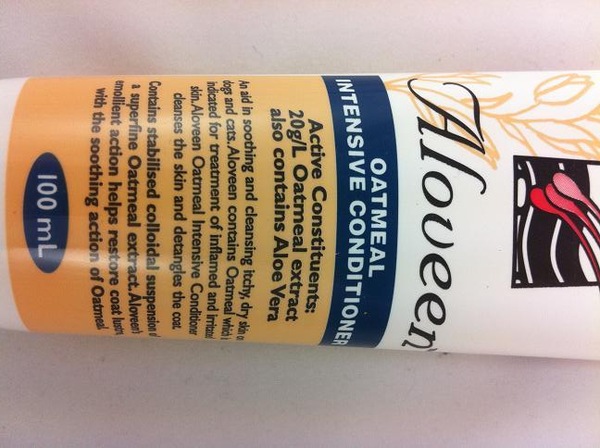 Aloveen
OATMEAL
INTENSIVE CONDITIONER
Active Constituents:
20g/L Oatmeal extract
also contains Aloe Vera
An aid in soothing and cleansing itchy, dry skin
dogs and cats. Aloveen contains Oatmeal which
indicated for treatment of inflamed and
skin. Aloveen Oatmeal Intensive Conditioner
cleanses the skin and detangles the coat.
Contains stabilised colloidal suspension
a superfine Oatmeal extract. Aloveen's
emollient action helps restore coat
with the soothing action of Oatmeal
100 mL